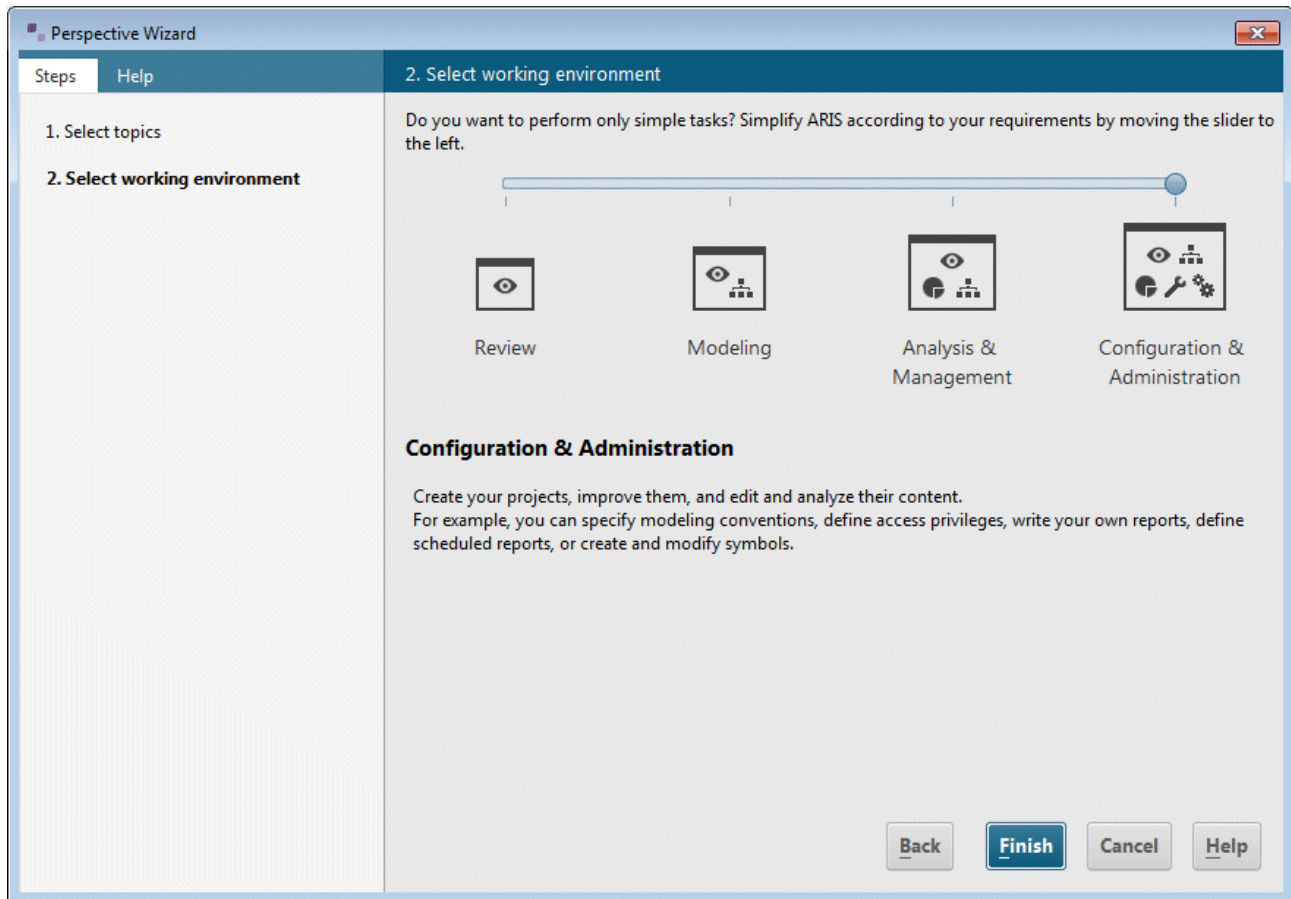 Perspective Wizard
Steps
Help
1. Select topics
2. Select working environment
2. Select working environment
Do you want to perform only simple tasks? Simplify ARIS according to your requirements by moving the slider to
the left.
Review
Modeling
Analysis &
Management
Configuration &
Administration
Configuration & Administration
Create your projects, improve them, and edit and analyze their content.
For example, you can specify modeling conventions, define access privileges, write your own reports, define
scheduled reports, or create and modify symbols.
Back
Finish
Cancel
Help